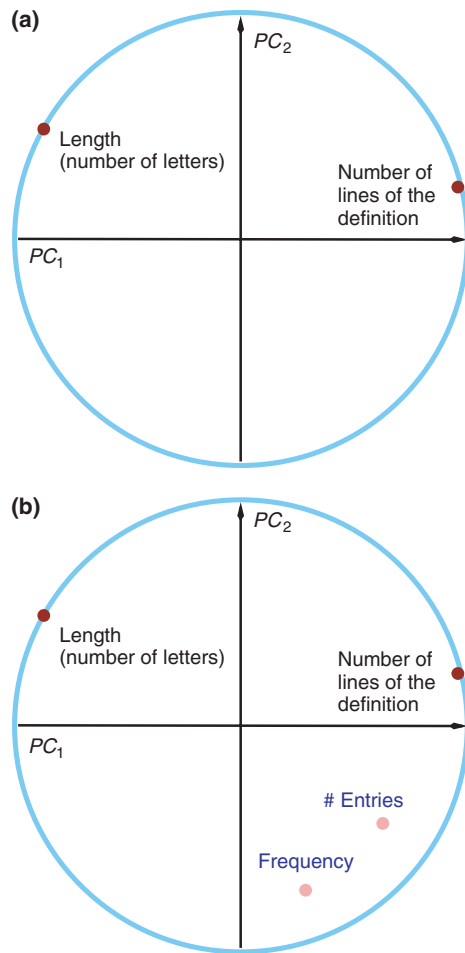 (a)
PC2
Length
(number of letters)
Number of
lines of the
definition
PC1
(b)
PC2
Length
(number of letters)
Number of
lines of the
definition
PC1
# Entries
Frequency